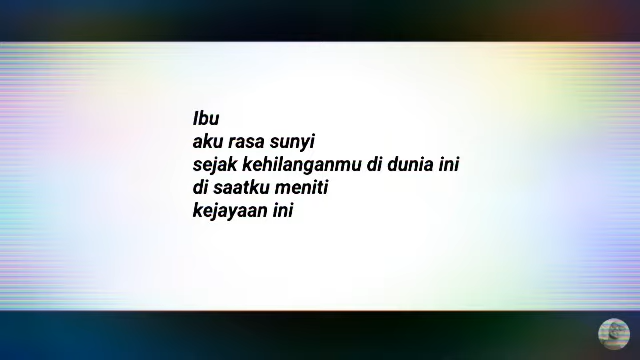 Ibu
aku rasa sunyi
sejak kehilanganmu di dunia ini
di saatku meniti
kejayaan ini